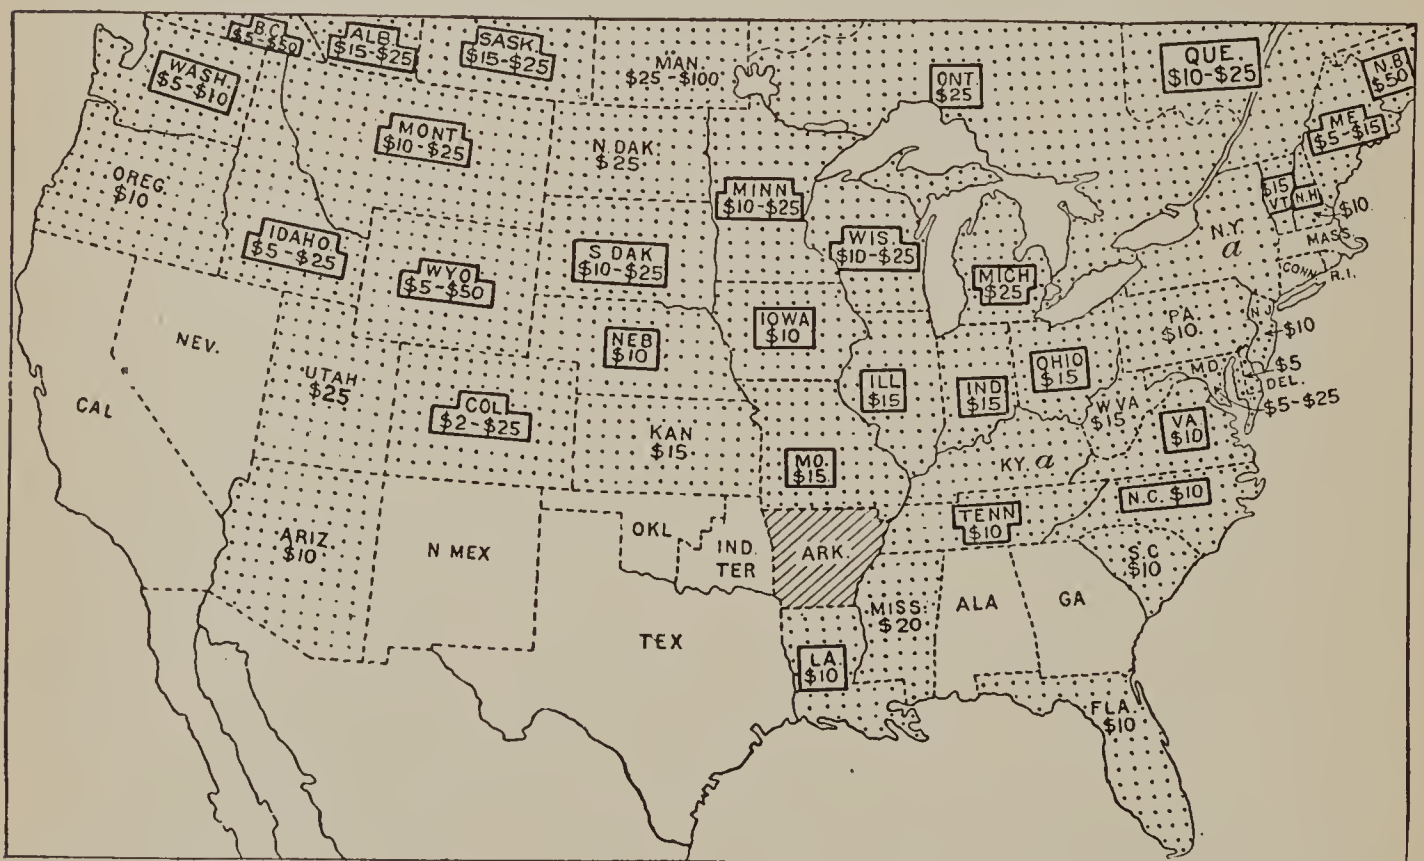 B.C.
$5-$50
ALB.
$15-$25
SASK.
$15-$25
MAN.
$25-$100
ONT.
$25
QUE
$10-$25
N.B.
$50
WASH
$5-$10
MONT
$10-$25
N.DAK.
$25
MINN
$10-$25
ME
$5-$15
OREG.
$10
IDAHO.
$5-$25
WYO
$5-$50
S DAK
$10-$25
WIS.
$10-$25
MICH
$25
N.Y.
a
$15
VT.
N.H.
$10.
MASS.
CONN.
R.I.
NEV.
CAL
UTAH
$25
COL
$2-$25
NEB
$10
IOWA
$10
ILL
$15
IND
$15
OHIO
$15
PA.
$10.
N.J.
$10
MD.
$5
DEL.
$5-$25
W.VA
$15
VA.
$10
KAN
$15
MO.
$15.
KY. a
ARIZ
$10
N MEX
OKL.
IND.
TER
ARK.
TENN
$10
N.C. $10
S.C
$10
TEX
LA.
$10
MISS.
$20
ALA
GA
FLA.
$10